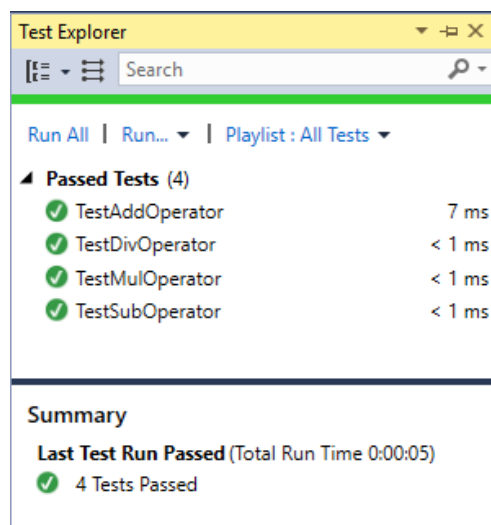 Test Explorer
Search
Run All | Run... | Playlist : All Tests
Passed Tests (4)
TestAddOperator 7 ms
TestDivOperator < 1 ms
TestMulOperator < 1 ms
TestSubOperator < 1 ms
Summary
Last Test Run Passed (Total Run Time 0:00:05)
4 Tests Passed